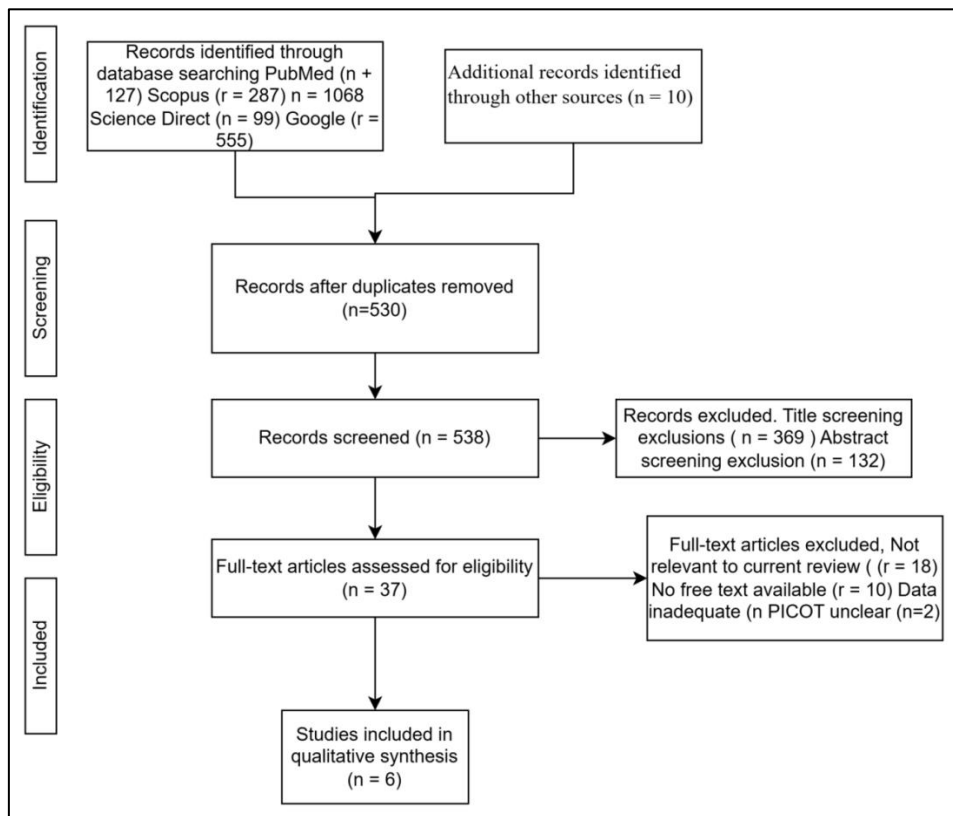 Identification
Records identified through
database searching PubMed (n +
127) Scopus (r = 287) n = 1068
Science Direct (n = 99) Google (r =
555)
Additional records identified
through other sources (n = 10)
Screening
Records after duplicates removed
(n=530)
Eligibility
Records screened (n = 538)
Records excluded. Title screening
exclusions ( n = 369 ) Abstract
screening exclusion (n = 132)
Full-text articles assessed for eligibility
(n = 37)
Full-text articles excluded, Not
relevant to current review ( (r = 18)
No free text available (r = 10) Data
inadequate (n PICOT unclear (n=2)
Included
Studies included in
qualitative synthesis
(n = 6)